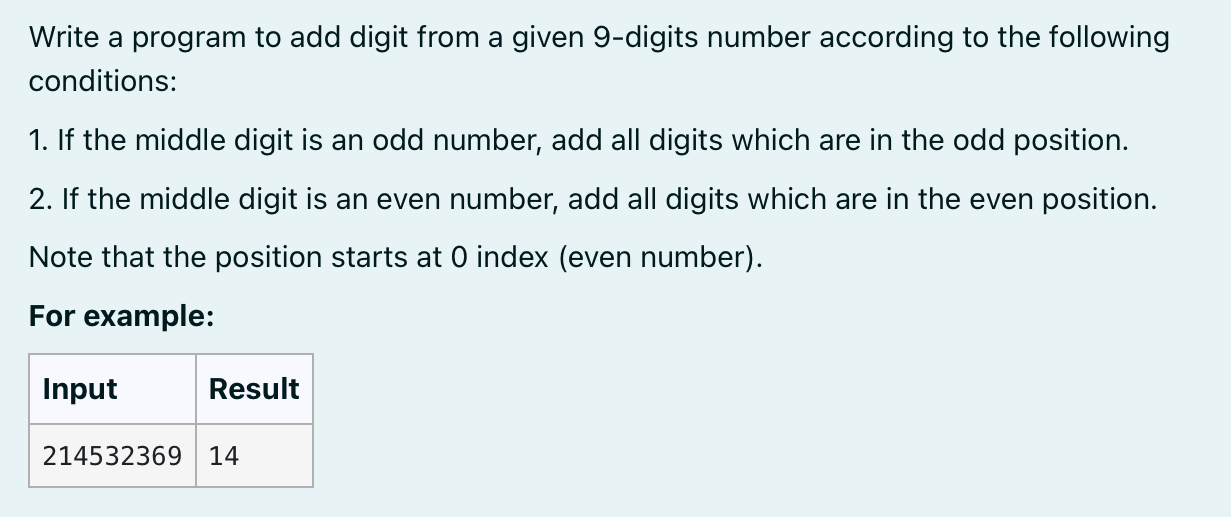 Write a program to add digit from a given 9-digits number according to the following
conditions:
1. If the middle digit is an odd number, add all digits which are in the odd position.
2. If the middle digit is an even number, add all digits which are in the even position.
Note that the position starts at 0 index (even number).
For example:
Input Result
214532369 14